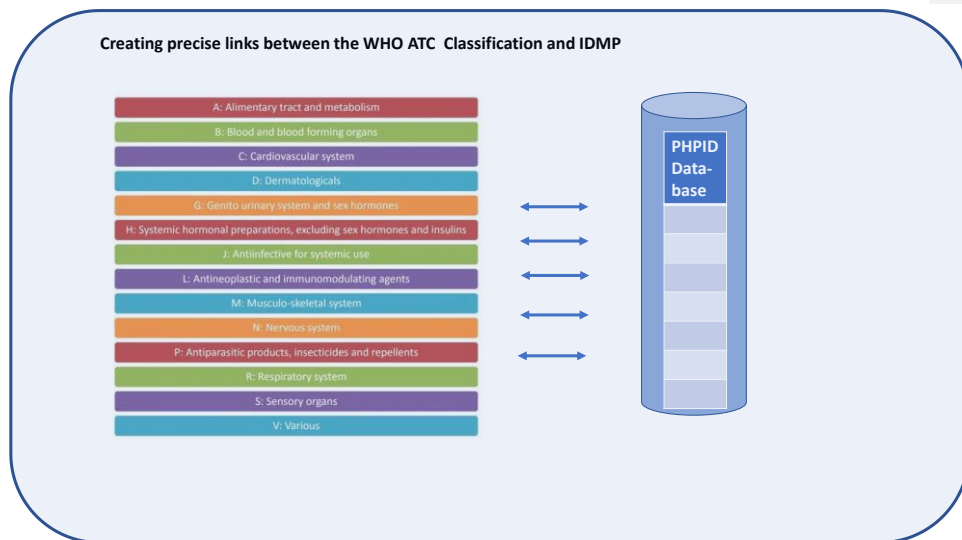 Creating precise links between the WHO ATC  Classification and IDMP
A: Alimentary tract and metabolism
B: Blood and blood forming organs
C: Cardiovascular system
D: Dermatologicals
G: Genito urinary system and sex hormones
H: Systemic hormonal preparations, excluding sex hormones and insulins
J: Antiinfective for systemic use
L: Antineoplastic and immunomodulating agents
M: Musculo-skeletal system
N: Nervous system
P: Antiparasitic products, insecticides and repellents
R: Respiratory system
S: Sensory organs
V: Various
PHPID
Data-
base